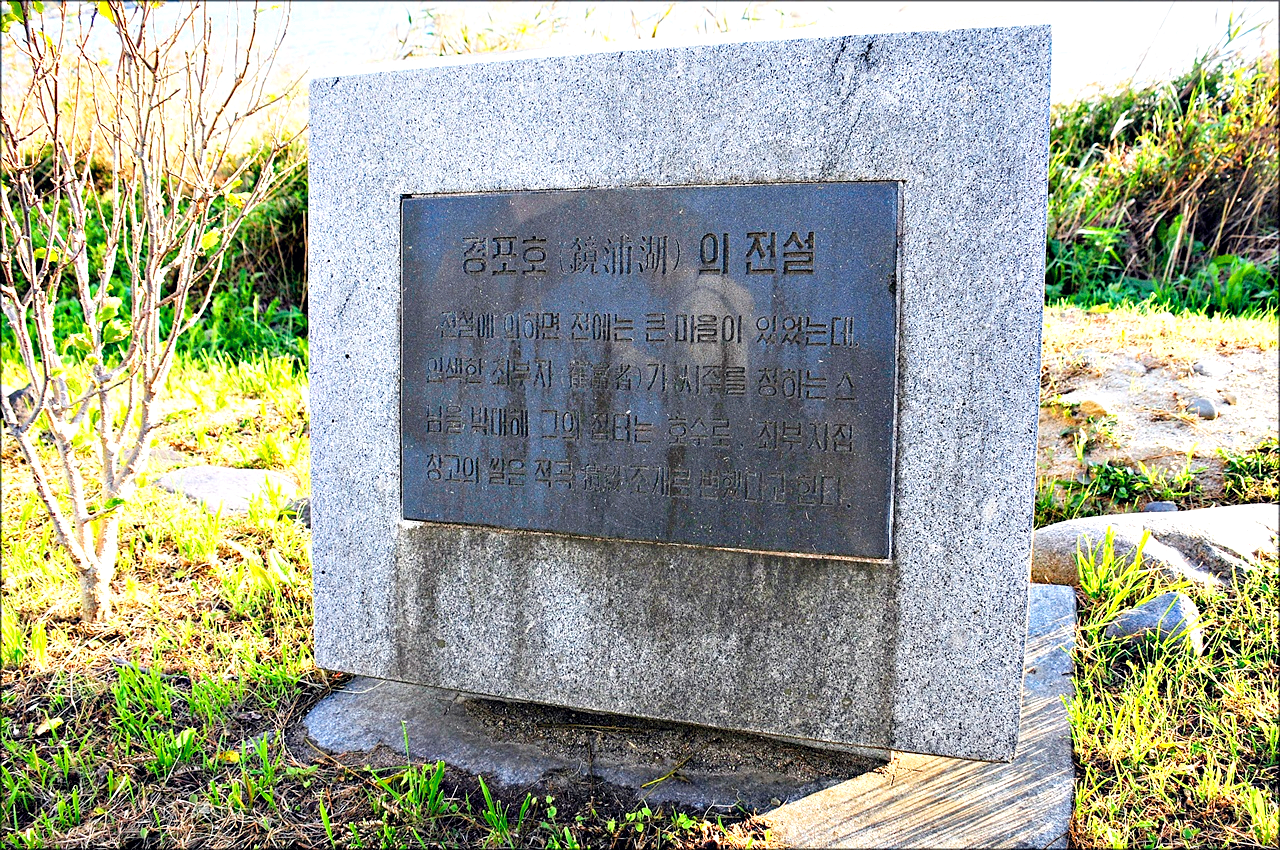 경포호(鏡浦湖)의 전설
전설에 의하면 전에는 큰 마을이 있었는데,
인색한 최부자(崔富者)가 시주를 청하는 스
님을 박대해 그의 집터는 호수로 최부자집
창고의 쌀은 적곡 조개로 변했다고 한다.